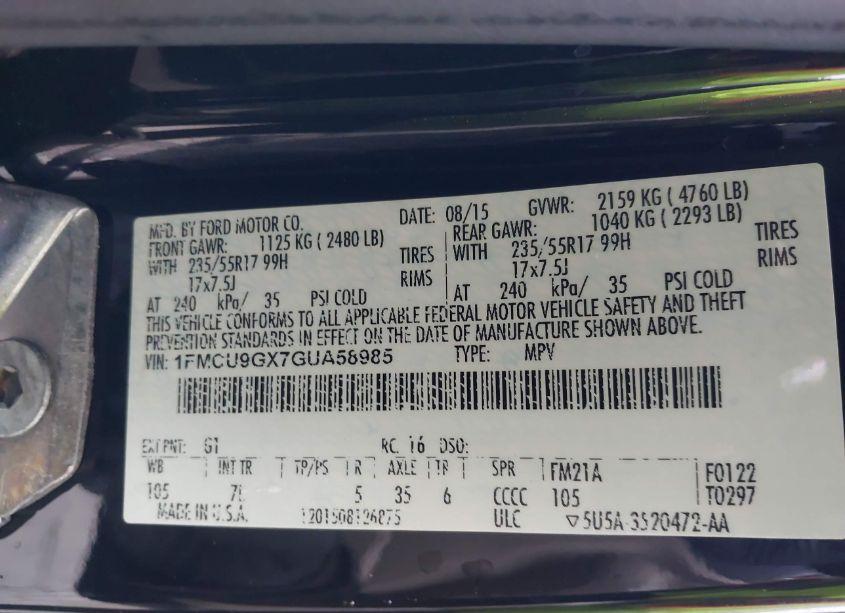 MFD. BY FORD MOTOR CO. DATE: 08/15 GVWR: 2159 KG ( 4760 LB)
FRONT GAWR: 1125 KG ( 2480 LB) REAR GAWR: 1040 KG ( 2293 LB)
WITH 235/55R17 99H TIRES WITH 235/55R17 99H TIRES
17x7.5J RIMS 17x7.5J RIMS
AT 240 kPa/ 35 PSI COLD AT 240 kPa/ 35 PSI COLD
THIS VEHICLE CONFORMS TO ALL APPLICABLE FEDERAL MOTOR VEHICLE SAFETY AND THEFT
PREVENTION STANDARDS IN EFFECT ON THE DATE OF MANUFACTURE SHOWN ABOVE.
VIN: 1FMCU9GX7GUA58985 TYPE: MPV
EXT PNT: G1 RC: 16 DSO:
WB INT TR TP/PS R AXLE TR SPR FM21A F0122
105 5 35 6 CCCC 105 T0297
MADE IN U.S.A. 1201508126875 ULC ▽5U5A-3520472-AA